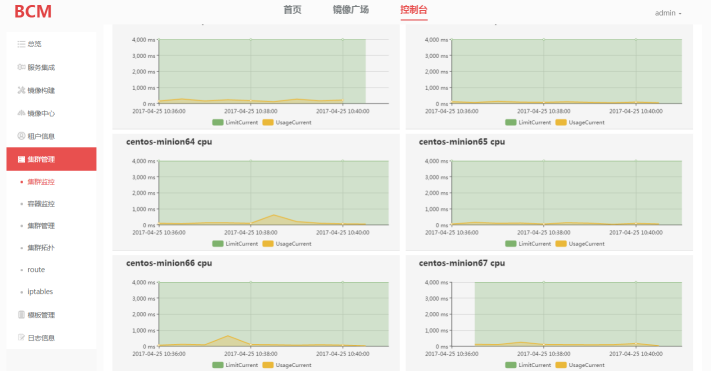 BCM
首页 镜像广场 控制台
admin
总览
服务集成
镜像构建
镜像中心
租户信息
集群管理
集群监控
容器监控
集群管理
集群拓扑
route
iptables
模板管理
日志信息
4,000 ms
3,000 ms
2,000 ms
1,000 ms
0 ms
2017-04-25 10:36:00 2017-04-25 10:38:00 2017-04-25 10:40:00
LimitCurrent UsageCurrent
4,000 ms
3,000 ms
2,000 ms
1,000 ms
0 ms
2017-04-25 10:36:00 2017-04-25 10:38:00 2017-04-25 10:40:00
LimitCurrent UsageCurrent
centos-minion64 cpu
4,000 ms
3,000 ms
2,000 ms
1,000 ms
0 ms
2017-04-25 10:36:00 2017-04-25 10:38:00 2017-04-25 10:40:00
LimitCurrent UsageCurrent
centos-minion65 cpu
4,000 ms
3,000 ms
2,000 ms
1,000 ms
0 ms
2017-04-25 10:36:00 2017-04-25 10:38:00 2017-04-25 10:40:00
LimitCurrent UsageCurrent
centos-minion66 cpu
4,000 ms
3,000 ms
2,000 ms
1,000 ms
0 ms
2017-04-25 10:36:00 2017-04-25 10:38:00 2017-04-25 10:40:00
LimitCurrent UsageCurrent
centos-minion67 cpu
4,000 ms
3,000 ms
2,000 ms
1,000 ms
0 ms
2017-04-25 10:36:00 2017-04-25 10:38:00 2017-04-25 10:40:00
LimitCurrent UsageCurrent